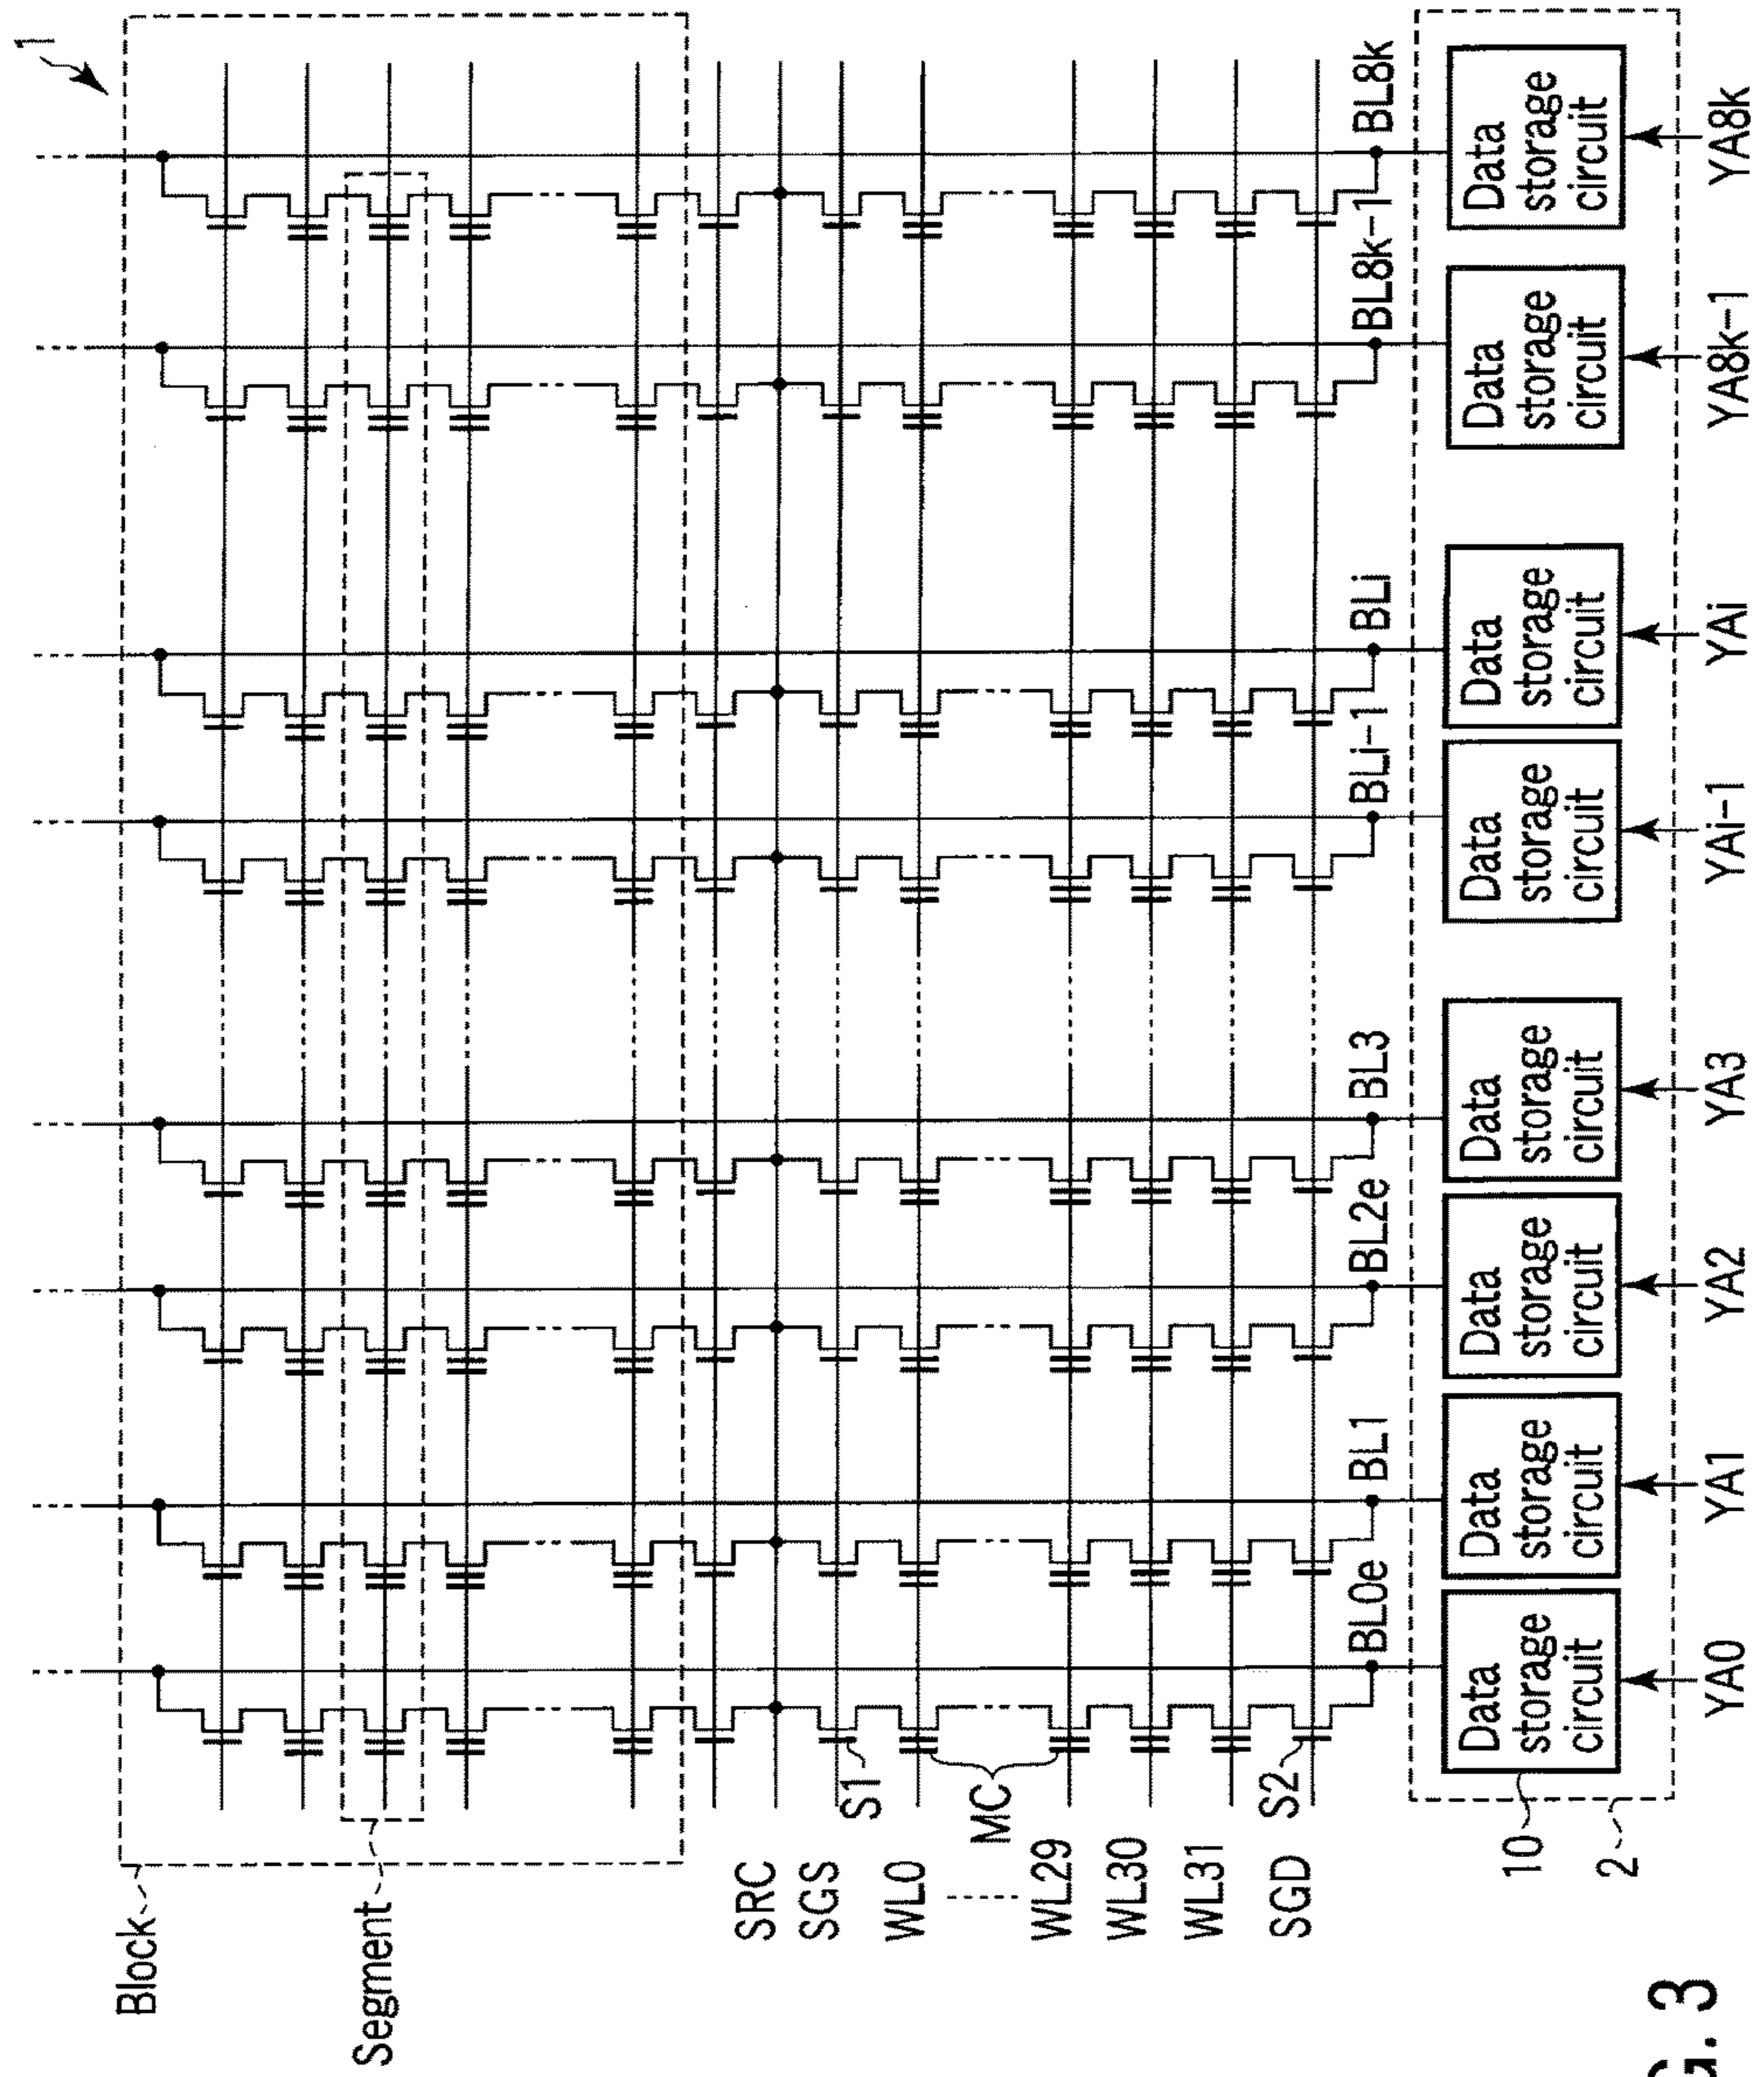 1
Block
Segment
SRC
SGS
WL0
WL29
WL30
WL31
SGD
S1
MC
S2
BL0e
BL1
BL2e
BL3
BLi-1
BLi
BL8k-1
BL8k
10
2
Data storage circuit
Data storage circuit
Data storage circuit
Data storage circuit
Data storage circuit
Data storage circuit
Data storage circuit
Data storage circuit
YA0
YA1
YA2
YA3
YAi-1
YAi
YA8k-1
YA8k
G. 3